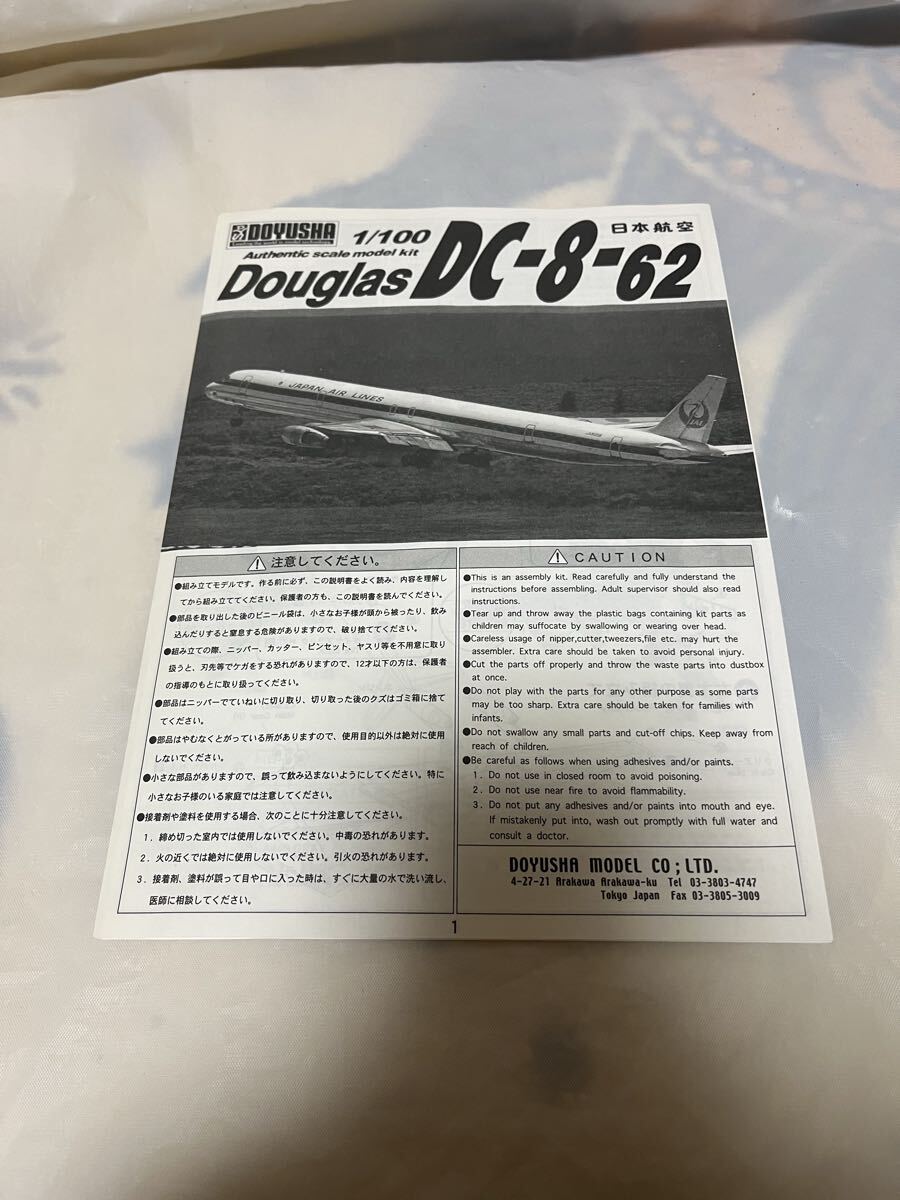 DOYUSHA
Leading the world in model technology.
1/100
Authentic scale model kit
Douglas DC-8-62
日本航空
JAPAN AIR LINES
JAL
注意してください。
●組み立てモデルです。作る前に必ず、この説明書をよく読み、内容を理解し
てから組み立ててください。保護者の方も、この説明書を読んでください。
●部品を取り出した後のビニール袋は、小さなお子様が頭から被ったり、飲み
込んだりすると窒息する危険がありますので、破り捨ててください。
●組み立ての際、ニッパー、カッター、ピンセット、ヤスリ等を不用意に取り
扱うと、刃先等でケガをする恐れがありますので、12才以下の方は、保護者
の指導のもとに取り扱ってください。
●部品はニッパーでていねいに切り取り、切り取った後のクズはゴミ箱に捨て
てください。
●部品はやむなくとがっている所がありますので、使用目的以外は絶対に使用
しないでください。
●小さな部品がありますので、誤って飲み込まないようにしてください。特に
小さなお子様のいる家庭では注意してください。
●接着剤や塗料を使用する場合、次のことに十分注意してください。
1．締め切った室内では使用しないでください。中毒の恐れがあります。
2．火の近くでは絶対に使用しないでください。引火の恐れがあります。
3．接着剤、塗料が誤って目や口に入った時は、すぐに大量の水で洗い流し、
医師に相談してください。
CAUTION
●This is an assembly kit. Read carefully and fully understand the
instructions before assembling. Adult supervisor should also read
instructions.
●Tear up and throw away the plastic bags containing kit parts as
children may suffocate by swallowing or wearing over head.
●Careless usage of nipper,cutter,tweezers,file etc. may hurt the
assembler. Extra care should be taken to avoid personal injury.
●Cut the parts off properly and throw the waste parts into dustbox
at once.
●Do not play with the parts for any other purpose as some parts
may be too sharp. Extra care should be taken for families with
infants.
●Do not swallow any small parts and cut-off chips. Keep away from
reach of children.
●Be careful as follows when using adhesives and/or paints.
1. Do not use in closed room to avoid poisoning.
2. Do not use near fire to avoid flammability.
3. Do not put any adhesives and/or paints into mouth and eye.
If mistakenly put into, wash out promptly with full water and
consult a doctor.
DOYUSHA MODEL CO;LTD.
4-27-21 Arakawa Arakawa-ku Tel 03-3803-4747
Tokyo Japan Fax 03-3805-3009
1